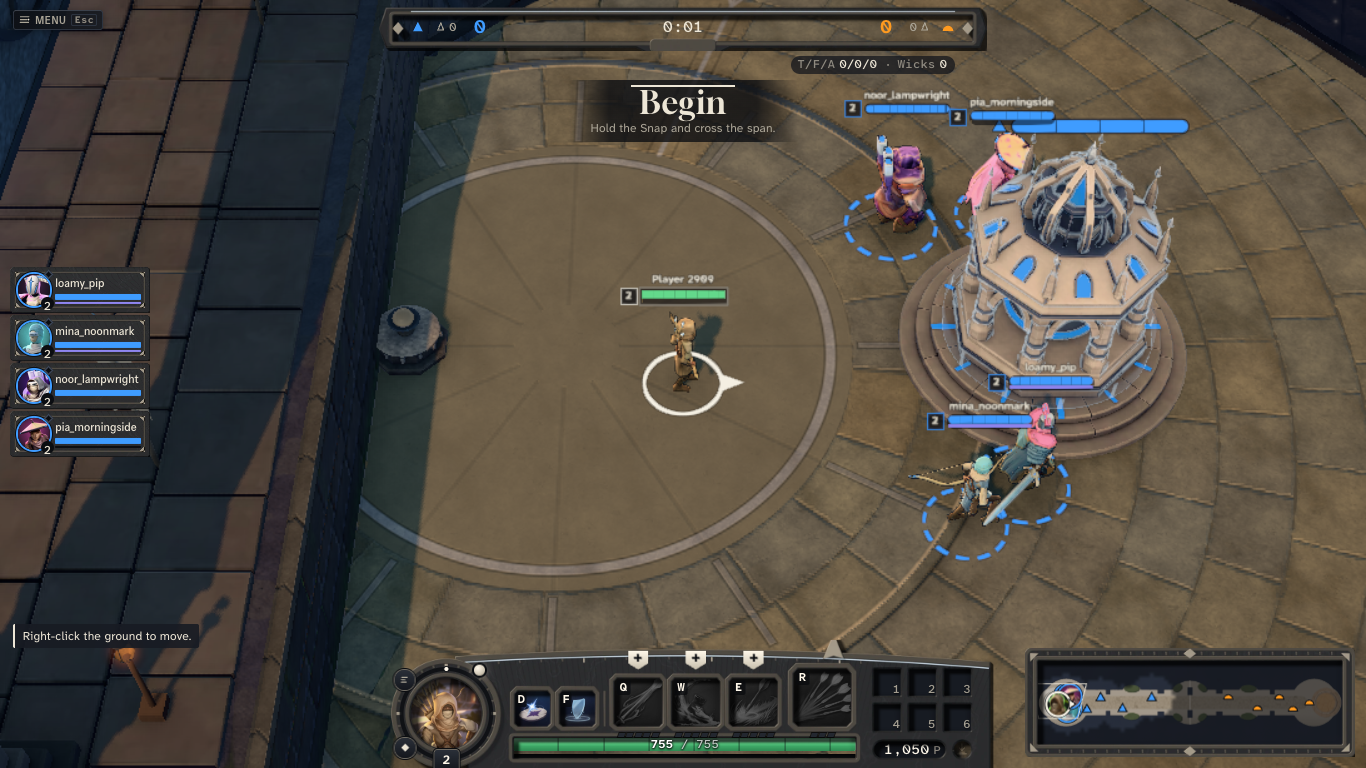 MENU Esc
Δ 0 0 0:01 0 0 Δ
T/F/A 0/0/0 · Wicks 0
Begin
Hold the Snap and cross the span.
2 noor_lampwright
2 pia_morningside
2 Player 2909
2 loamy_pip
2 mina_noonmark
loamy_pip
2
mina_noonmark
2
noor_lampwright
2
pia_morningside
2
Right-click the ground to move.
D F Q W E R
1 2 3
4 5 6
755 / 755
1,050 P
2